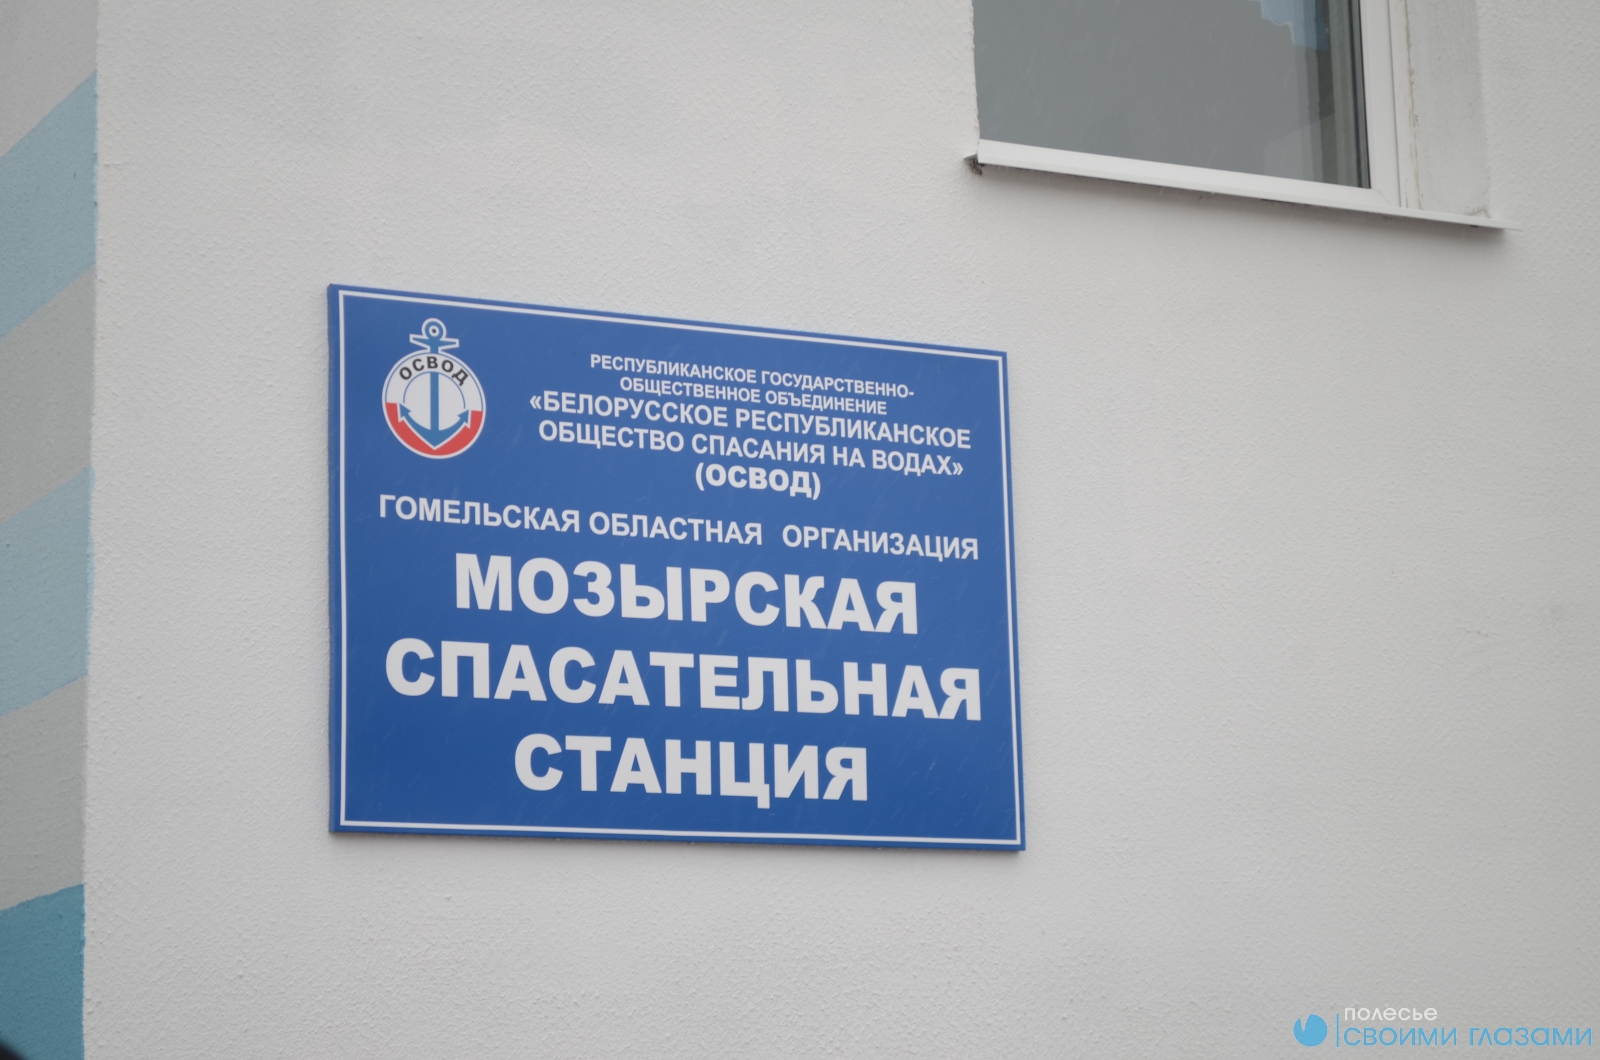 ОСВОД
РЕСПУБЛИКАНСКОЕ ГОСУДАРСТВЕННО-
ОБЩЕСТВЕННОЕ ОБЪЕДИНЕНИЕ
«БЕЛОРУССКОЕ РЕСПУБЛИКАНСКОЕ
ОБЩЕСТВО СПАСАНИЯ НА ВОДАХ»
(ОСВОД)
ГОМЕЛЬСКАЯ ОБЛАСТНАЯ ОРГАНИЗАЦИЯ
МОЗЫРСКАЯ
СПАСАТЕЛЬНАЯ
СТАНЦИЯ
полесье
своими глазами